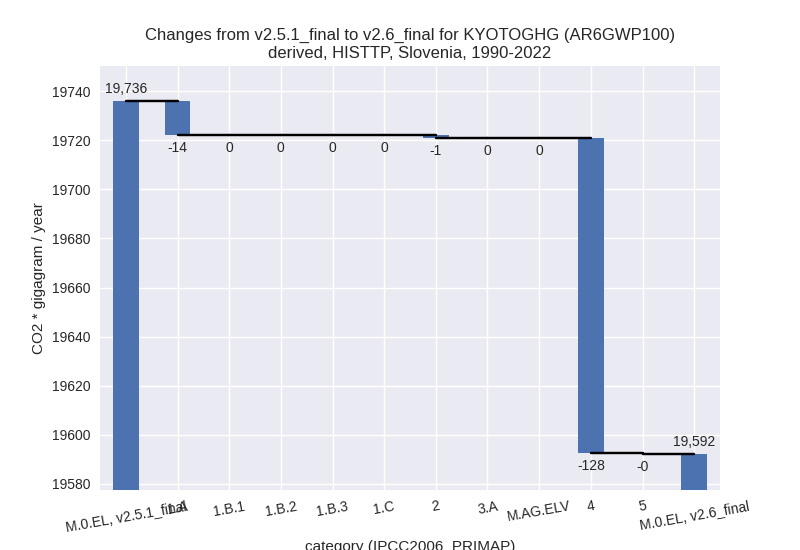 Changes from v2.5.1_final to v2.6_final for KYOTOGHG (AR6GWP100)
derived, HISTTP, Slovenia, 1990-2022
CO2 * gigagram / year
19740
19720
19700
19680
19660
19640
19620
19600
19580
19,736
-14
0
0
0
0
-1
0
0
-128
-0
19,592
M.0.EL, v2.5.1_final
1.A
1.B.1
1.B.2
1.B.3
1.C
2
3.A
M.AG.ELV
4
5
M.0.EL, v2.6_final
category (IPCC2006_PRIMAP)